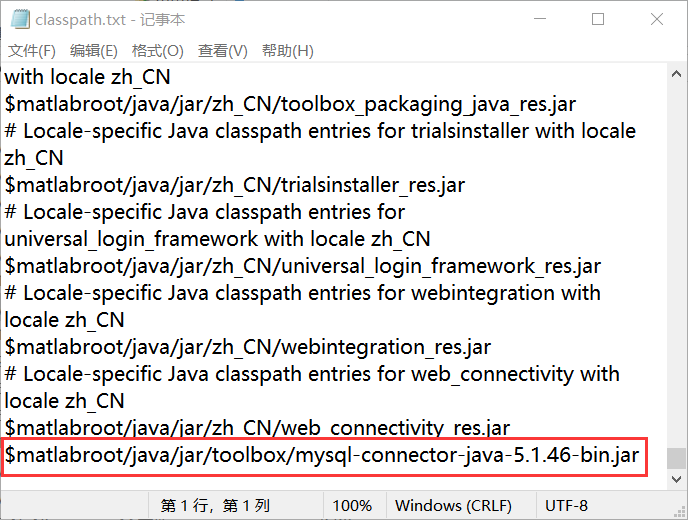 classpath.txt - 记事本
文件(F) 编辑(E) 格式(O) 查看(V) 帮助(H)
with locale zh_CN
$matlabroot/java/jar/zh_CN/toolbox_packaging_java_res.jar
# Locale-specific Java classpath entries for trialsinstaller with locale
zh_CN
$matlabroot/java/jar/zh_CN/trialsinstaller_res.jar
# Locale-specific Java classpath entries for
universal_login_framework with locale zh_CN
$matlabroot/java/jar/zh_CN/universal_login_framework_res.jar
# Locale-specific Java classpath entries for webintegration with
locale zh_CN
$matlabroot/java/jar/zh_CN/webintegration_res.jar
# Locale-specific Java classpath entries for web_connectivity with
locale zh_CN
$matlabroot/java/jar/zh_CN/web_connectivity_res.jar
$matlabroot/java/jar/toolbox/mysql-connector-java-5.1.46-bin.jar
第 1 行，第 1 列 100% Windows (CRLF) UTF-8